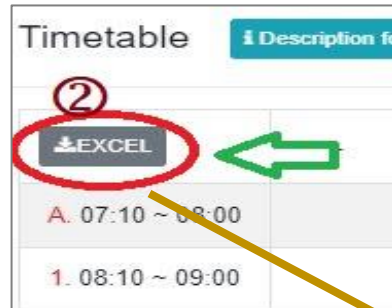 Timetable
i Description fo
②
EXCEL
A. 07:10 ~ 08:00
1. 08:10 ~ 09:00